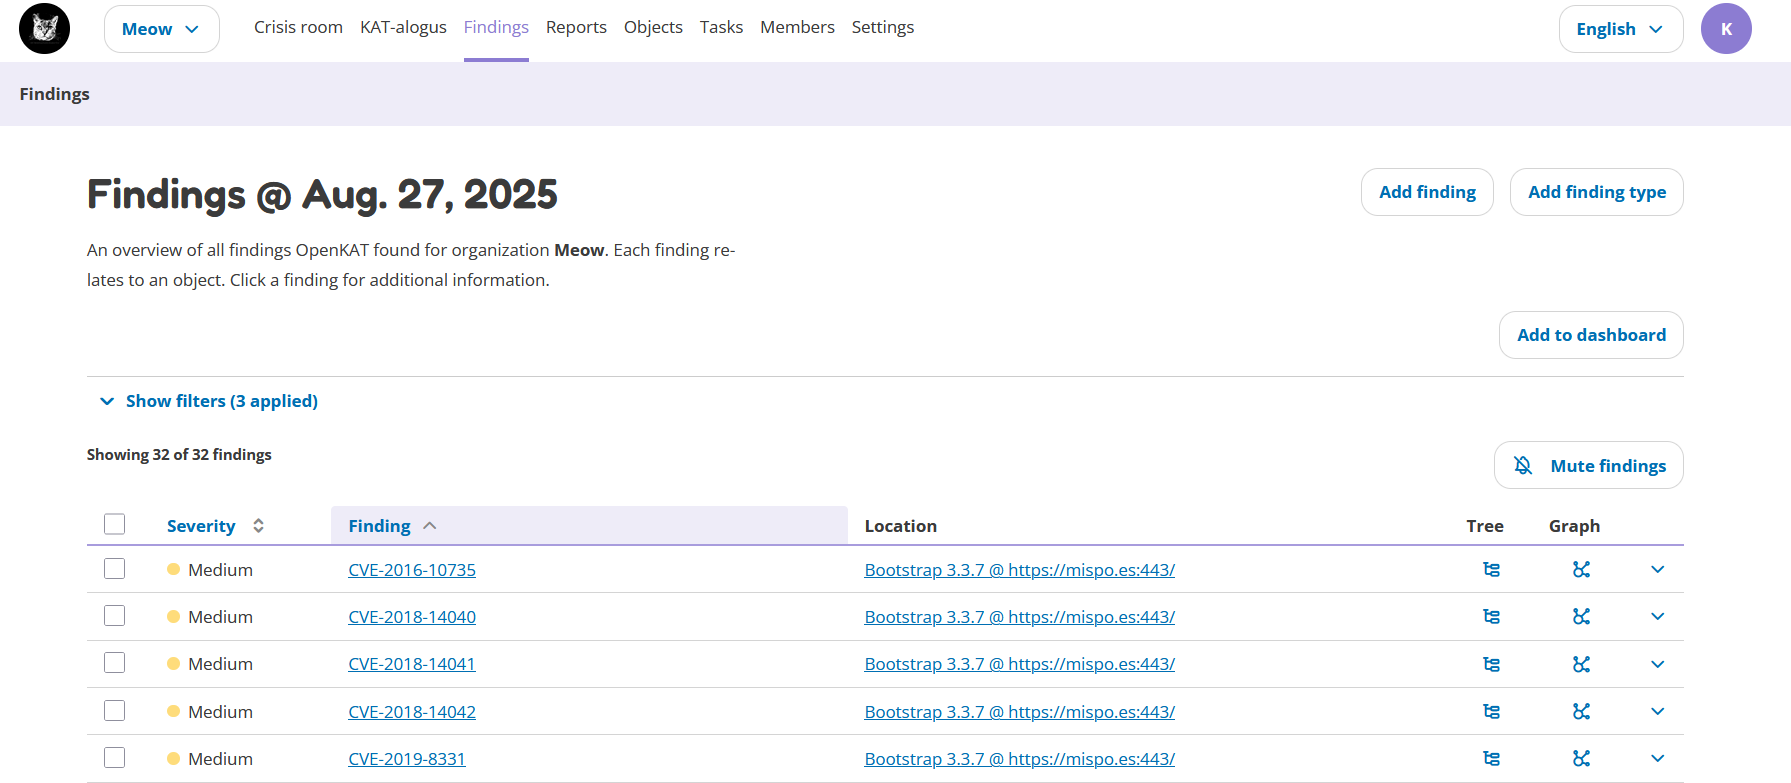 Meow
Crisis room KAT-alogus Findings Reports Objects Tasks Members Settings
English
K
Findings
Findings @ Aug. 27, 2025
Add finding
Add finding type
An overview of all findings OpenKAT found for organization Meow. Each finding re-
lates to an object. Click a finding for additional information.
Add to dashboard
Show filters (3 applied)
Showing 32 of 32 findings
Mute findings
Severity Finding Location Tree Graph
Medium CVE-2016-10735 Bootstrap 3.3.7 @ https://mispo.es:443/
Medium CVE-2018-14040 Bootstrap 3.3.7 @ https://mispo.es:443/
Medium CVE-2018-14041 Bootstrap 3.3.7 @ https://mispo.es:443/
Medium CVE-2018-14042 Bootstrap 3.3.7 @ https://mispo.es:443/
Medium CVE-2019-8331 Bootstrap 3.3.7 @ https://mispo.es:443/